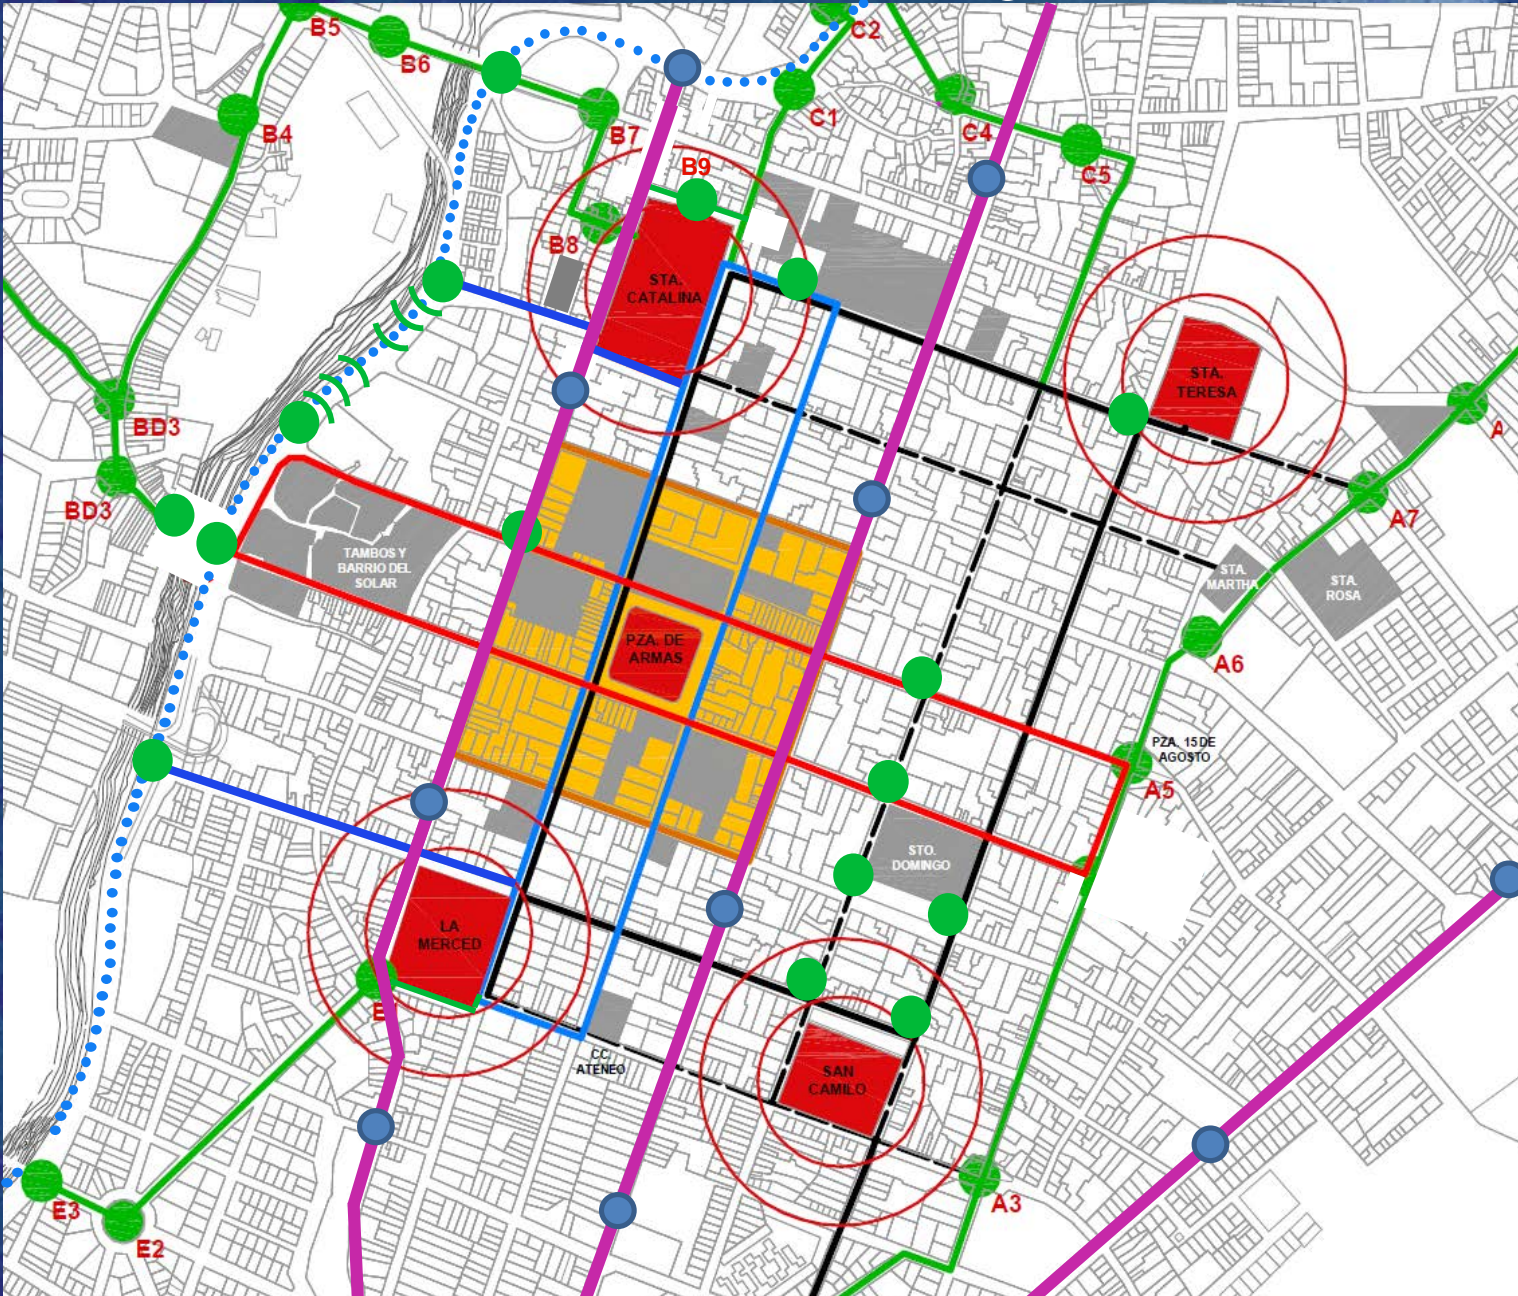 B5
C2
B6
B4
B7
C1
C4
B9
C5
B8
STA.
CATALINA
STA.
TERESA
BD3
A
BD3
A7
TAMBOS Y
BARRIO DEL
SOLAR
STA.
MARTHA
STA.
ROSA
PZA. DE
ARMAS
A6
PZA. 15 DE
AGOSTO
A5
STO.
DOMINGO
LA
MERCED
E
CC.
ATENEO
SAN
CAMILO
E3
A3
E2